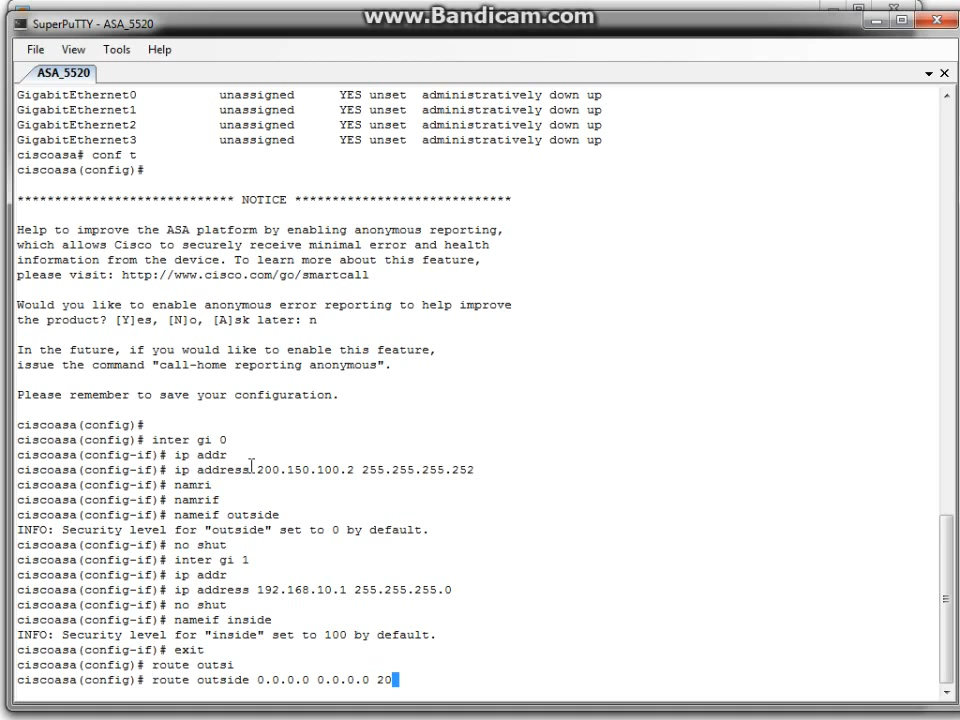 www.Bandicam.com
SuperPuTTY - ASA_5520
File View Tools Help
ASA_5520
GigabitEthernet0 unassigned YES unset administratively down up
GigabitEthernet1 unassigned YES unset administratively down up
GigabitEthernet2 unassigned YES unset administratively down up
GigabitEthernet3 unassigned YES unset administratively down up
ciscoasa# conf t
ciscoasa(config)#
***************************** NOTICE *****************************
Help to improve the ASA platform by enabling anonymous reporting,
which allows Cisco to securely receive minimal error and health
information from the device. To learn more about this feature,
please visit: http://www.cisco.com/go/smartcall
Would you like to enable anonymous error reporting to help improve
the product? [Y]es, [N]o, [A]sk later: n
In the future, if you would like to enable this feature,
issue the command "call-home reporting anonymous".
Please remember to save your configuration.
ciscoasa(config)#
ciscoasa(config)# inter gi 0
ciscoasa(config-if)# ip addr
ciscoasa(config-if)# ip address 200.150.100.2 255.255.255.252
ciscoasa(config-if)# namri
ciscoasa(config-if)# namrif
ciscoasa(config-if)# nameif outside
INFO: Security level for "outside" set to 0 by default.
ciscoasa(config-if)# no shut
ciscoasa(config-if)# inter gi 1
ciscoasa(config-if)# ip addr
ciscoasa(config-if)# ip address 192.168.10.1 255.255.255.0
ciscoasa(config-if)# no shut
ciscoasa(config-if)# nameif inside
INFO: Security level for "inside" set to 100 by default.
ciscoasa(config-if)# exit
ciscoasa(config)# route outsi
ciscoasa(config)# route outside 0.0.0.0 0.0.0.0 20